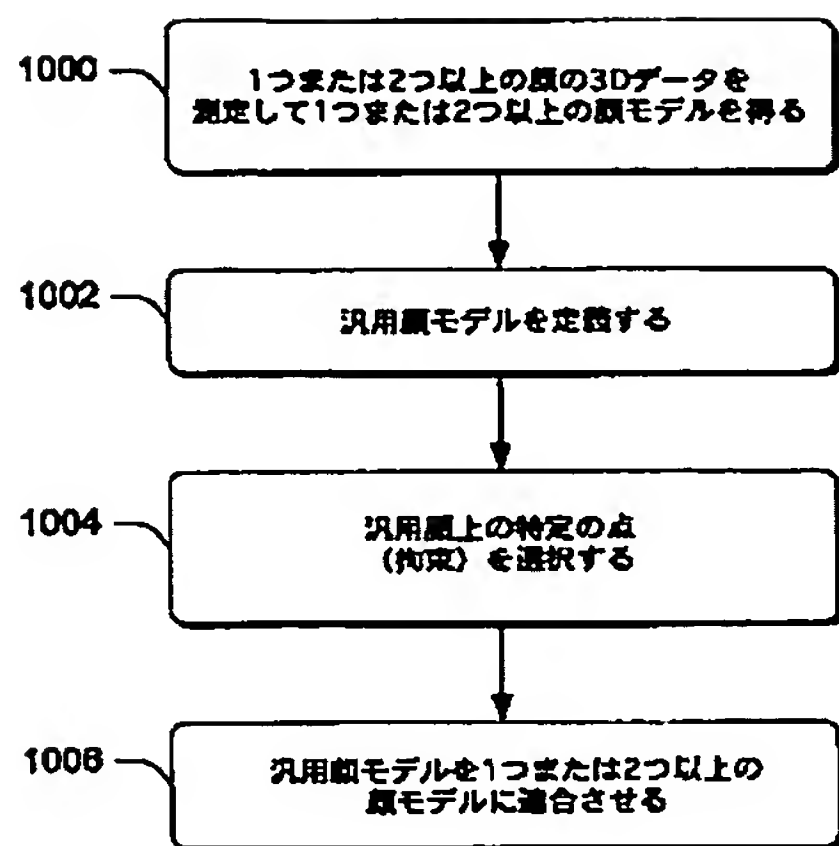 1000
1つまたは2つ以上の顔の3Dデータを
測定して1つまたは2つ以上の顔モデルを得る
1002
汎用顔モデルを定義する
1004
汎用顔上の特定の点
（拘束）を選択する
1006
汎用顔モデルを1つまたは2つ以上の
顔モデルに適合させる